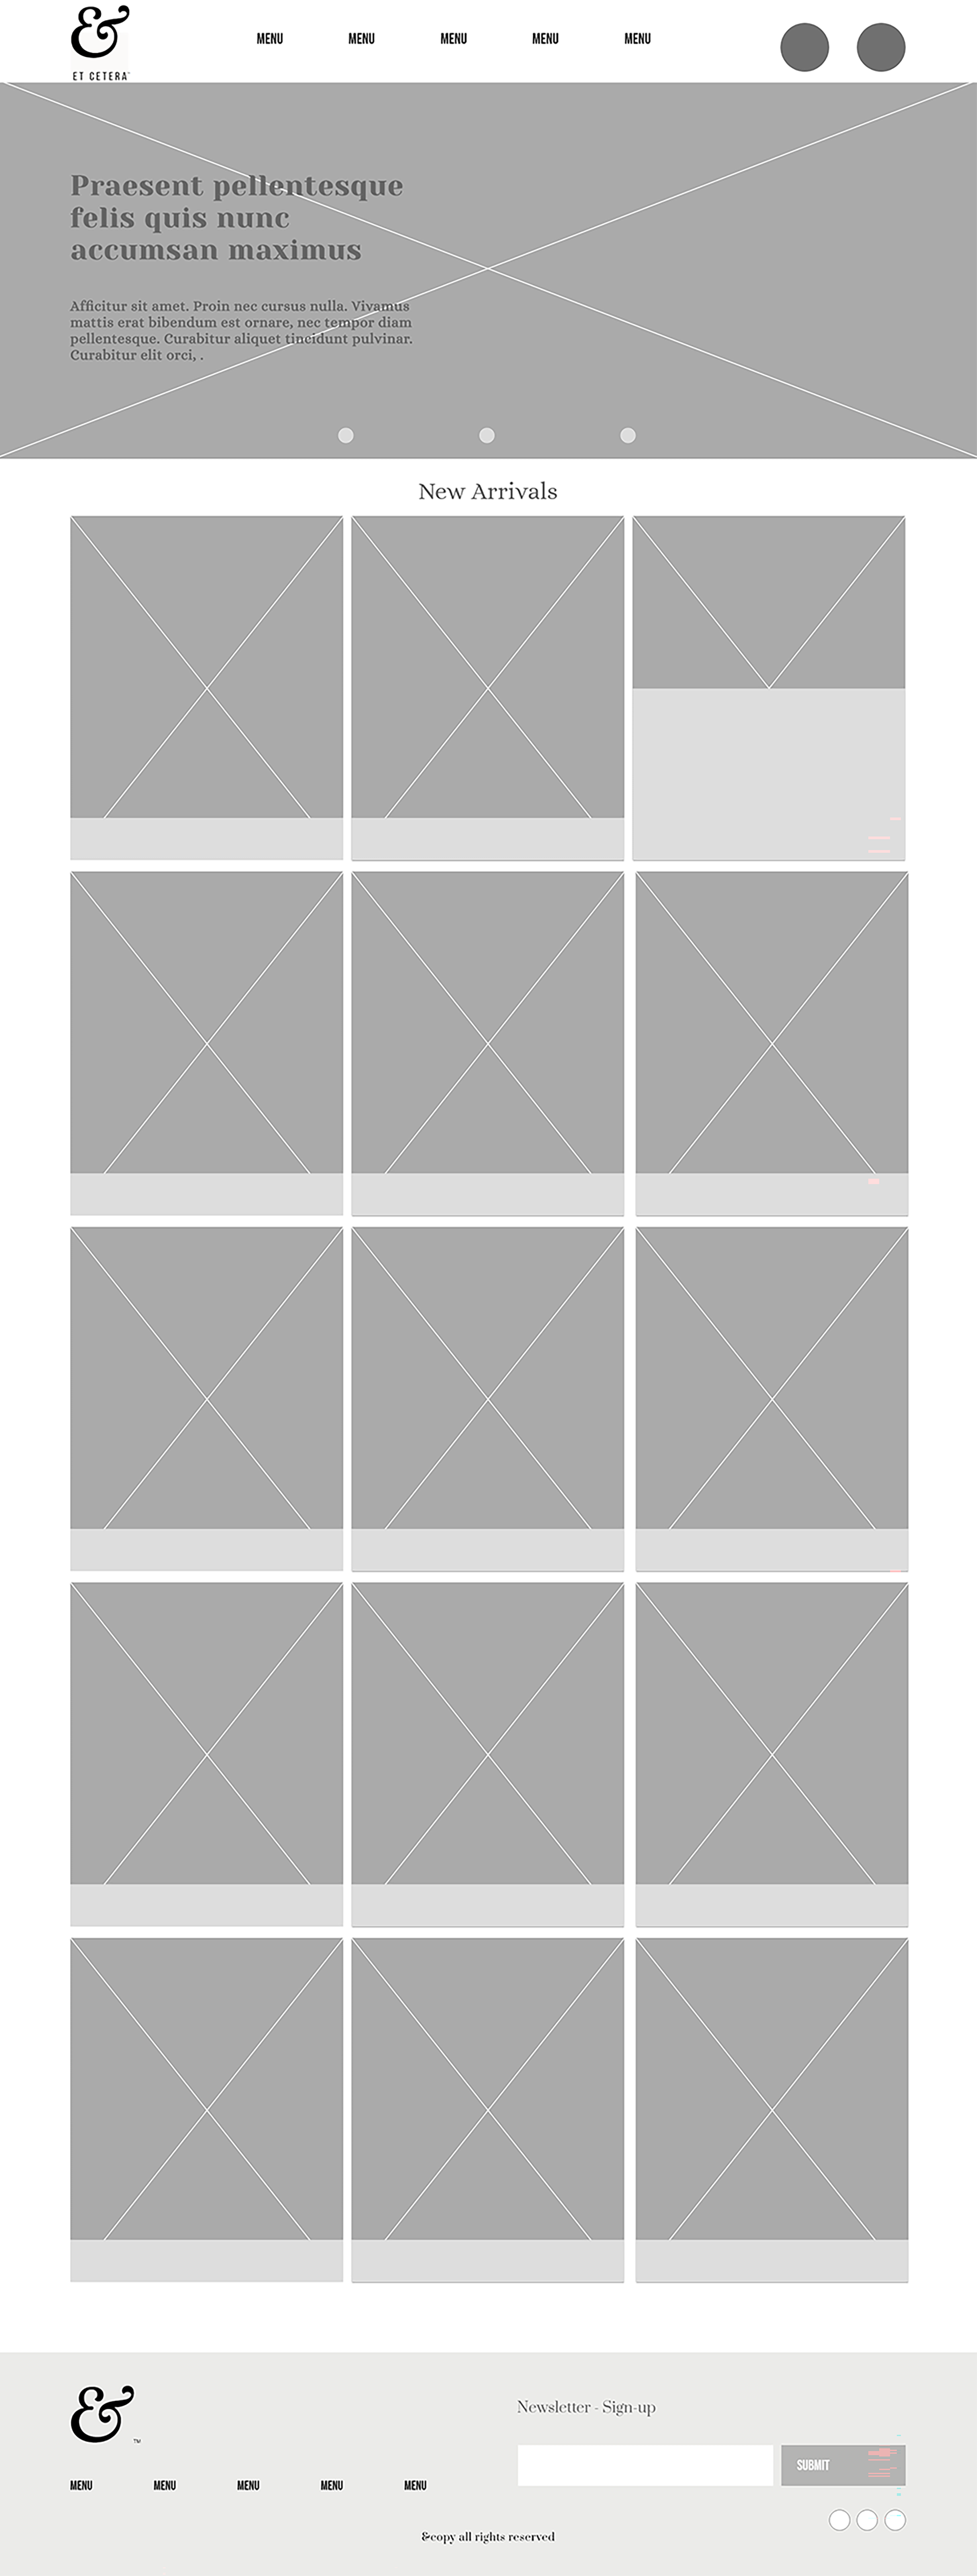 &
ET CETERA™
MENU MENU MENU MENU MENU
Praesent pellentesque
felis quis nunc
accumsan maximus
Afficitur sit amet. Proin nec cursus nulla. Vivamus
mattis erat bibendum est ornare, nec tempor diam
pellentesque. Curabitur aliquet tincidunt pulvinar.
Curabitur elit orci, .
New Arrivals
&™
Newsletter - Sign-up
SUBMIT
MENU MENU MENU MENU MENU
&copy all rights reserved